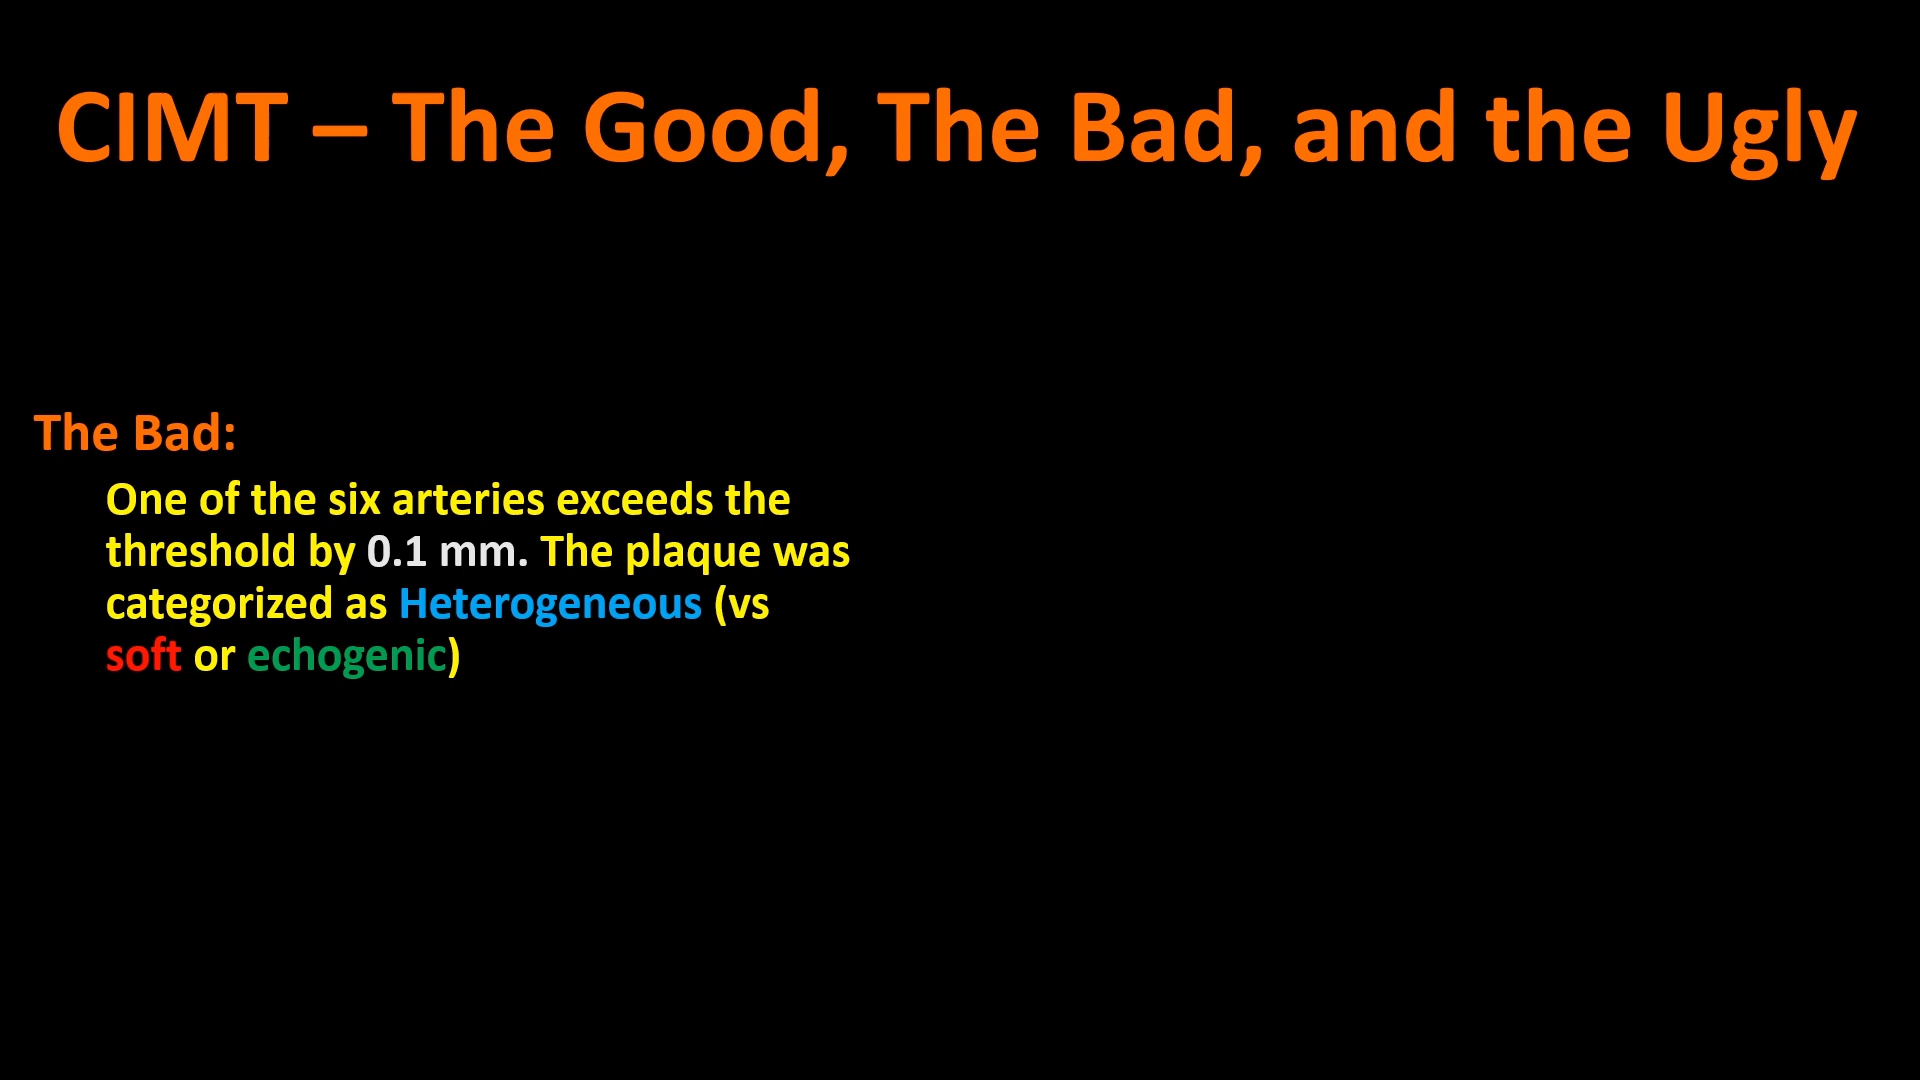 CIMT – The Good, The Bad, and the Ugly
The Bad:
One of the six arteries exceeds the
threshold by 0.1 mm. The plaque was
categorized as Heterogeneous (vs
soft or echogenic)